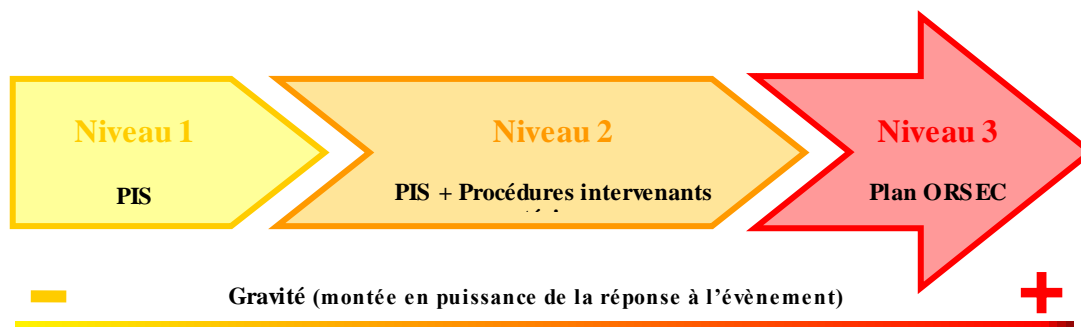 Niveau 1
PIS
Niveau 2
PIS + Procédures intervenants
Niveau 3
Plan ORSEC
- +
Gravité (montée en puissance de la réponse à l’évènement)